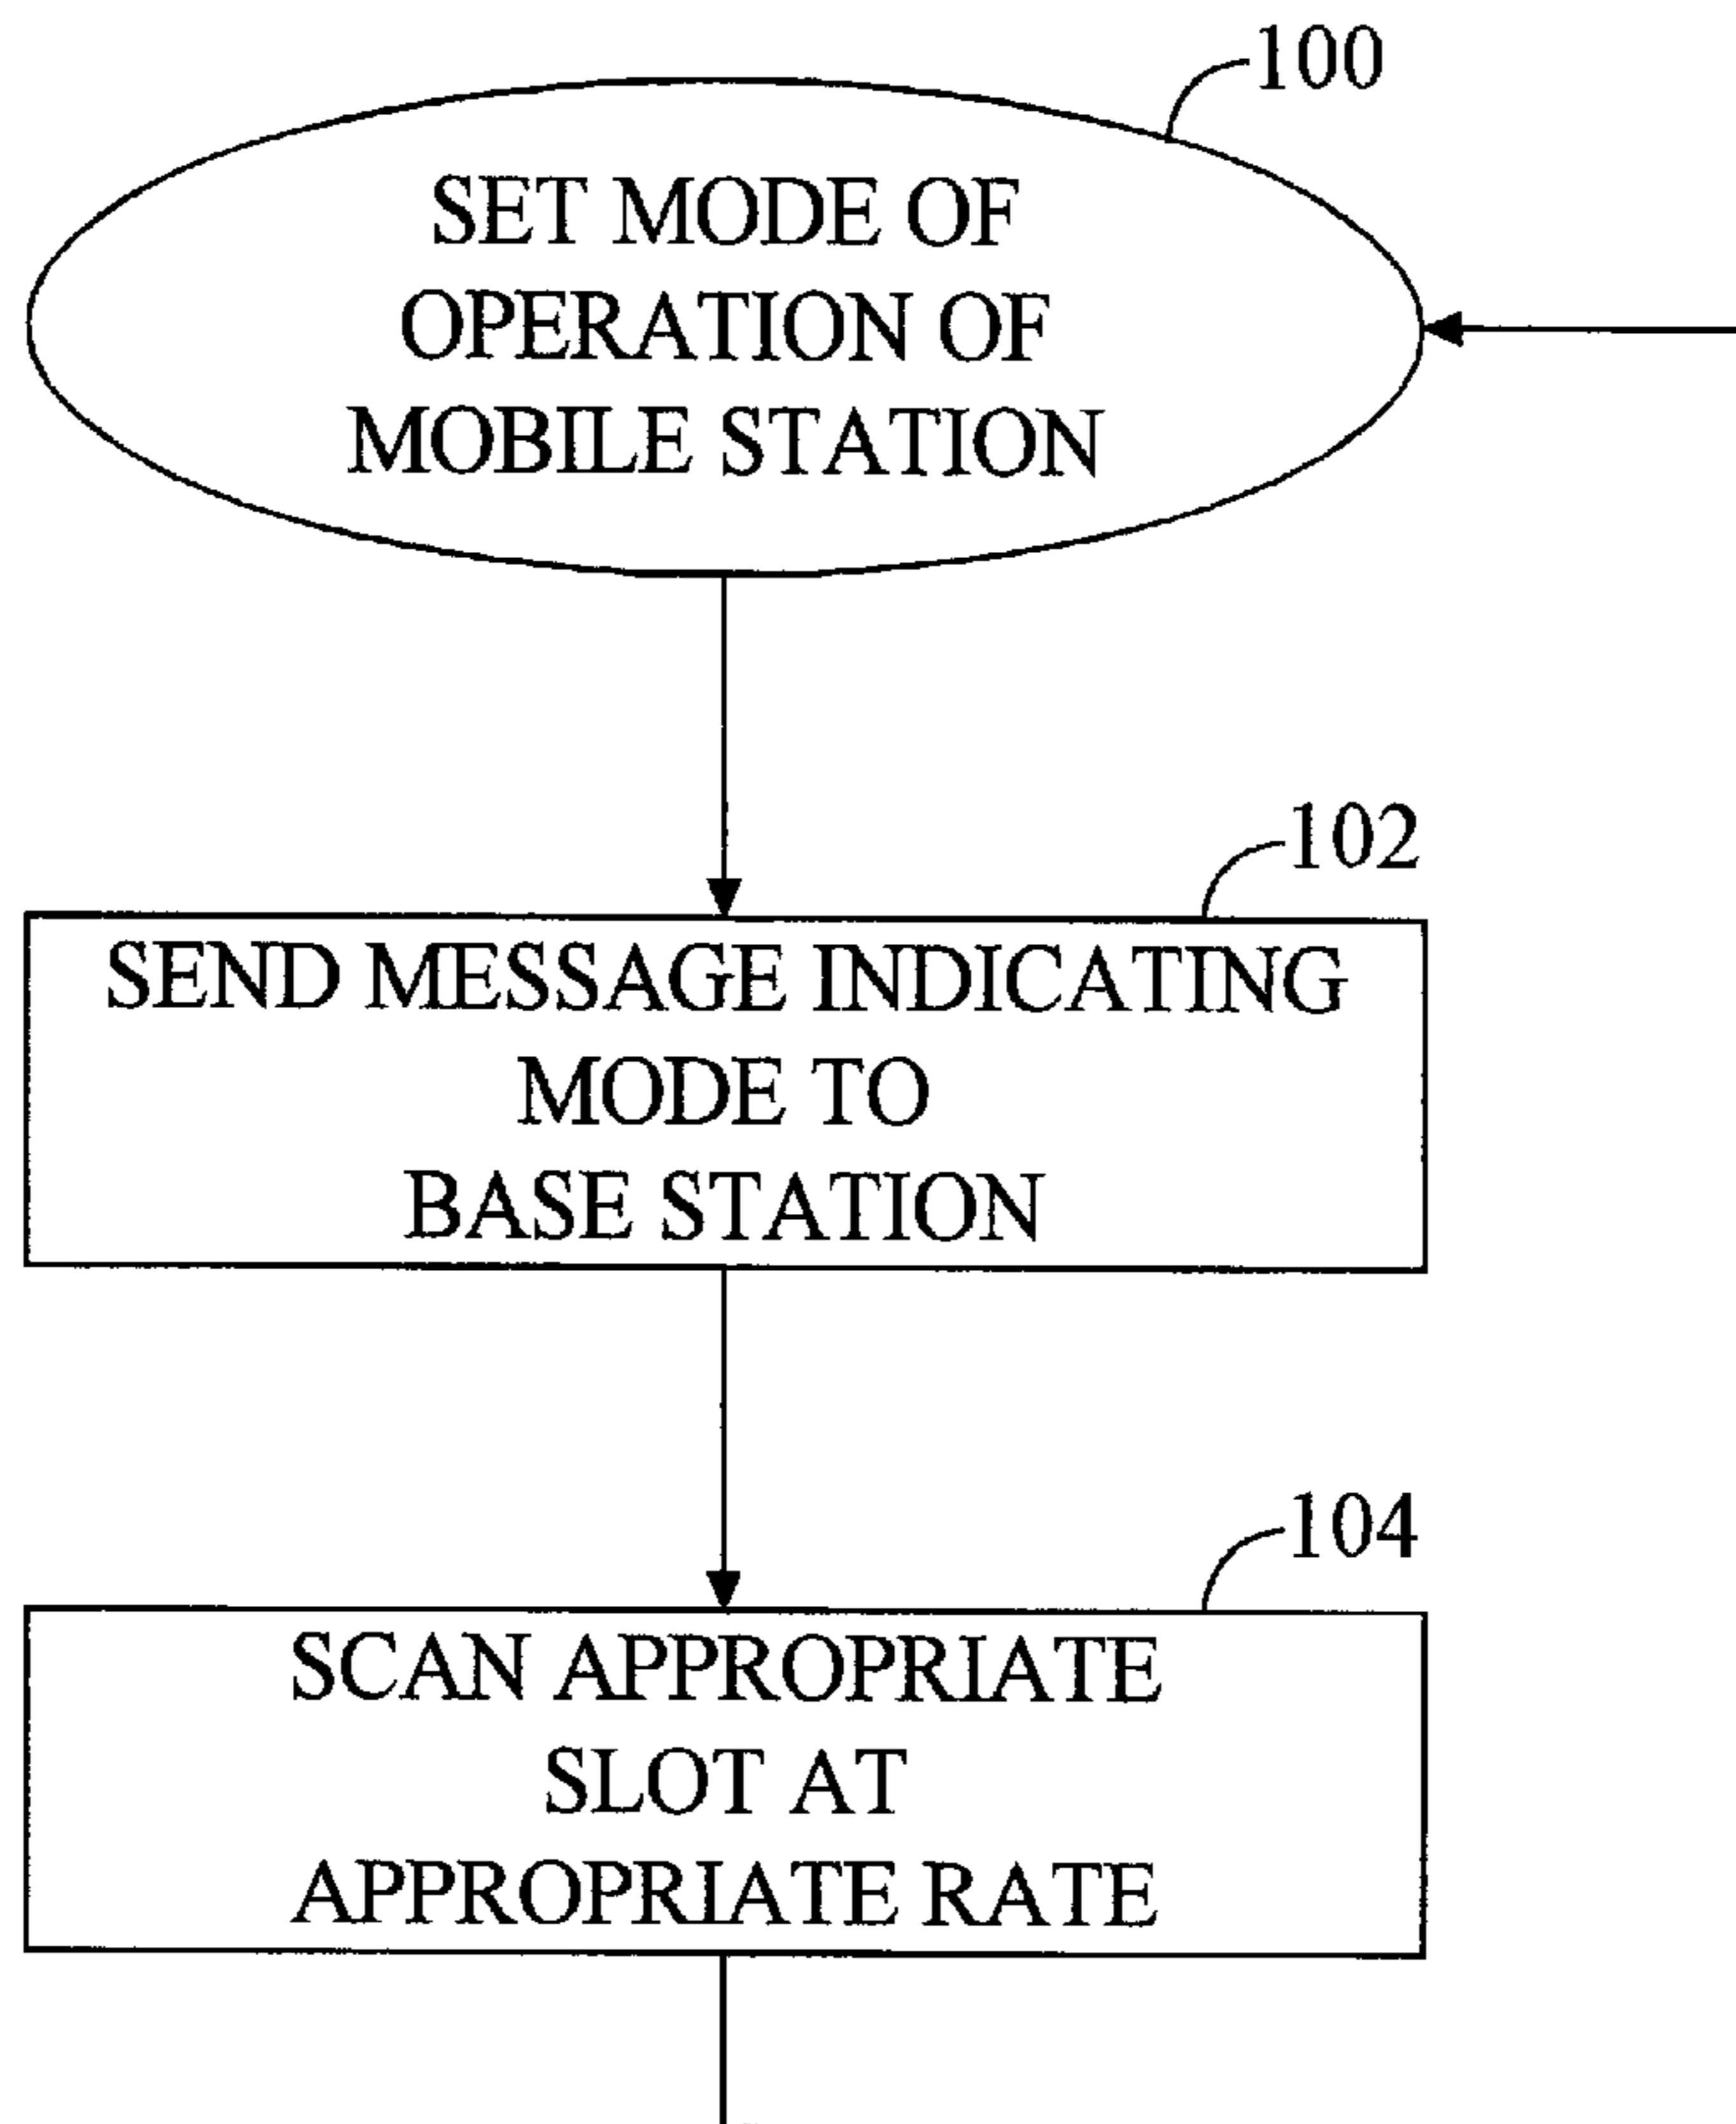 100
SET MODE OF
OPERATION OF
MOBILE STATION
102
SEND MESSAGE INDICATING
MODE TO
BASE STATION
104
SCAN APPROPRIATE
SLOT AT
APPROPRIATE RATE